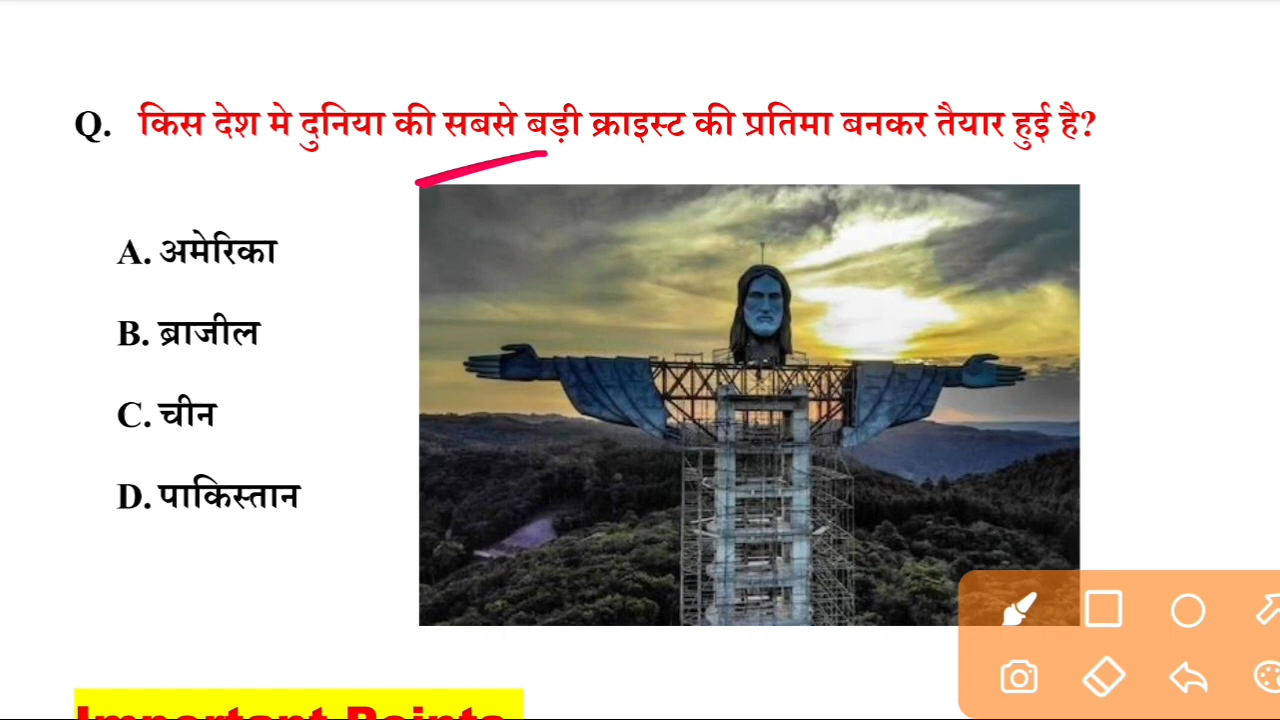 Q. किस देश मे दुनिया की सबसे बड़ी क्राइस्ट की प्रतिमा बनकर तैयार हुई है?
A. अमेरिका
B. ब्राजील
C. चीन
D. पाकिस्तान
Important Points